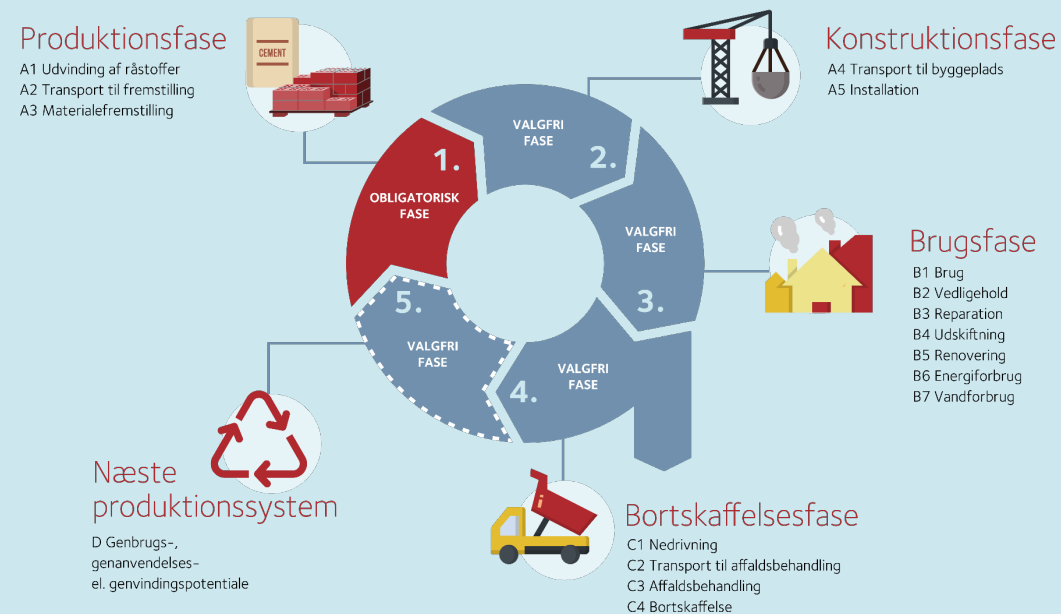 Produktionsfase
A1 Udvinding af råstoffer
A2 Transport til fremstilling
A3 Materialefremstilling
CEMENT
Konstruktionsfase
A4 Transport til byggeplads
A5 Installation
1.
OBLIGATORISK
FASE
VALGFRI
FASE
2.
VALGFRI
FASE
3.
Brugsfase
B1 Brug
B2 Vedligehold
B3 Reparation
B4 Udskiftning
B5 Renovering
B6 Energiforbrug
B7 Vandforbrug
VALGFRI
FASE
4.
Bortskaffelsesfase
C1 Nedrivning
C2 Transport til affaldsbehandling
C3 Affaldsbehandling
C4 Bortskaffelse
5.
VALGFRI
FASE
Næste
produktionssystem
D Genbrugs-,
genanvendelses-
el. genvindingspotentiale